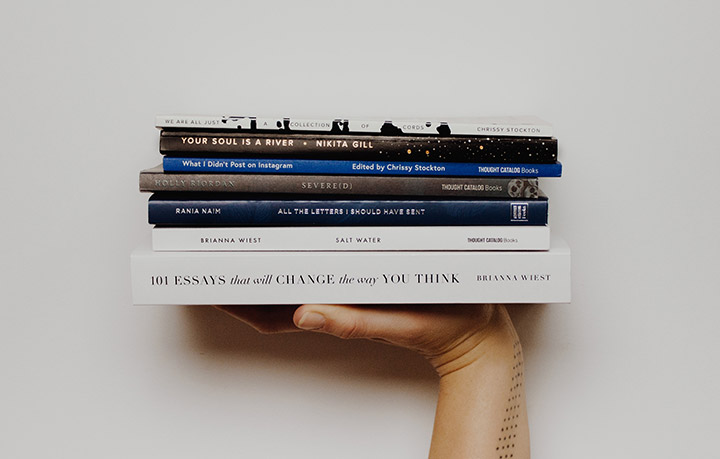 WE ARE ALL JUST A COLLECTION OF CORDS CHRISSY STOCKTON
YOUR SOUL IS A RIVER • NIKITA GILL
What I Didn't Post on Instagram Edited by Chrissy Stockton THOUGHT CATALOG Books
HOLLY RIORDAN SEVERE(D) THOUGHT CATALOG Books
RANIA NAIM ALL THE LETTERS I SHOULD HAVE SENT
BRIANNA WIEST SALT WATER THOUGHT CATALOG Books
101 ESSAYS that will CHANGE the way YOU THINK BRIANNA WIEST